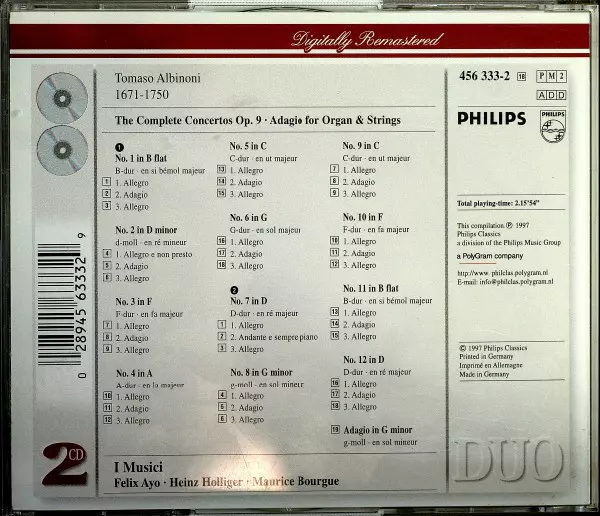 Digitally Remastered
Tomaso Albinoni
1671-1750
The Complete Concertos Op. 9 · Adagio for Organ & Strings
1
No. 1 in B flat
B-dur · en si bémol majeur
1 1. Allegro
2 2. Adagio
3 3. Allegro
No. 2 in D minor
d-moll · en ré mineur
4 1. Allegro e non presto
5 2. Adagio
6 3. Allegro
No. 3 in F
F-dur · en fa majeur
7 1. Allegro
8 2. Adagio
9 3. Allegro
No. 4 in A
A-dur · en la majeur
10 1. Allegro
11 2. Adagio
12 3. Allegro
No. 5 in C
C-dur · en ut majeur
13 1. Allegro
14 2. Adagio
15 3. Allegro
No. 6 in G
G-dur · en sol majeur
16 1. Allegro
17 2. Adagio
18 3. Allegro
2
No. 7 in D
D-dur · en ré majeur
1 1. Allegro
2 2. Andante e sempre piano
3 3. Allegro
No. 8 in G minor
g-moll · en sol mineur
4 1. Allegro
5 2. Adagio
6 3. Allegro
No. 9 in C
C-dur · en ut majeur
7 1. Allegro
8 2. Adagio
9 3. Allegro
No. 10 in F
F-dur · en fa majeur
10 1. Allegro
11 2. Adagio
12 3. Allegro
No. 11 in B flat
B-dur · en si bémol majeur
13 1. Allegro
14 2. Adagio
15 3. Allegro
No. 12 in D
D-dur · en ré majeur
16 1. Allegro
17 2. Adagio
18 3. Allegro
19 Adagio in G minor
g-moll · en sol mineur
I Musici
Felix Ayo · Heinz Holliger · Maurice Bourgue
456 333-2 PM2
ADD
PHILIPS
PHILIPS
Total playing-time: 2.15'54"
This compilation ℗ 1997
Philips Classics
a division of the Philips Music Group
a PolyGram company
http://www. philclas.polygram.nl
E-mail: info@philclas.polygram.nl
© 1997 Philips Classics
Printed in Germany
Imprimé en Allemagne
Made in Germany
DUO
2 CD
0 28945 63332 9